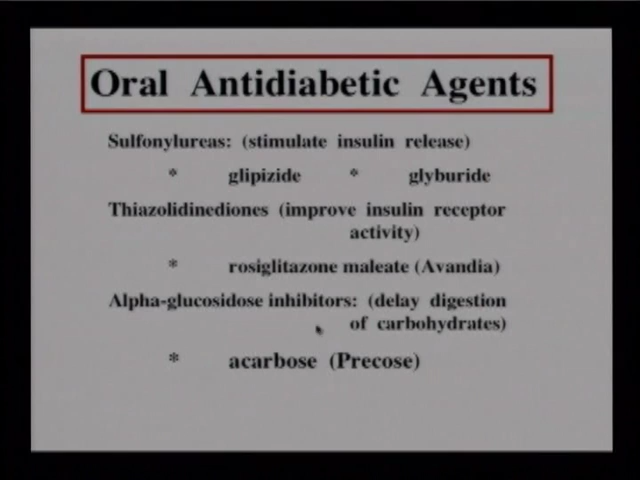 Oral Antidiabetic Agents
Sulfonylureas: (stimulate insulin release)
* glipizide * glyburide
Thiazolidinediones (improve insulin receptor
activity)
* rosiglitazone maleate (Avandia)
Alpha-glucosidose inhibitors: (delay digestion
of carbohydrates)
* acarbose (Precose)